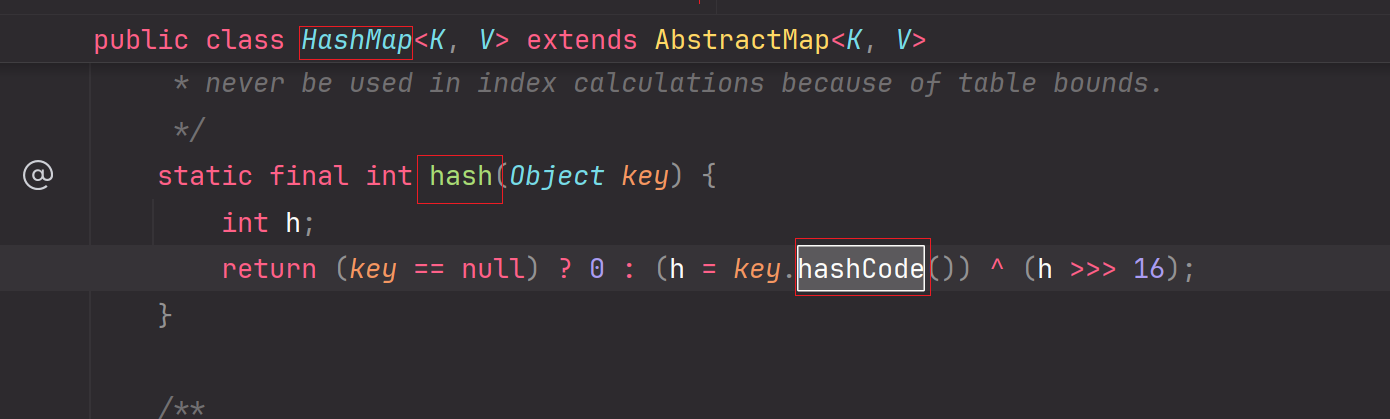 public class HashMap<K, V> extends AbstractMap<K, V>
* never be used in index calculations because of table bounds.
*/
@
static final int hash(Object key) {
int h;
return (key == null) ? 0 : (h = key.hashCode()) ^ (h >>> 16);
}
/**